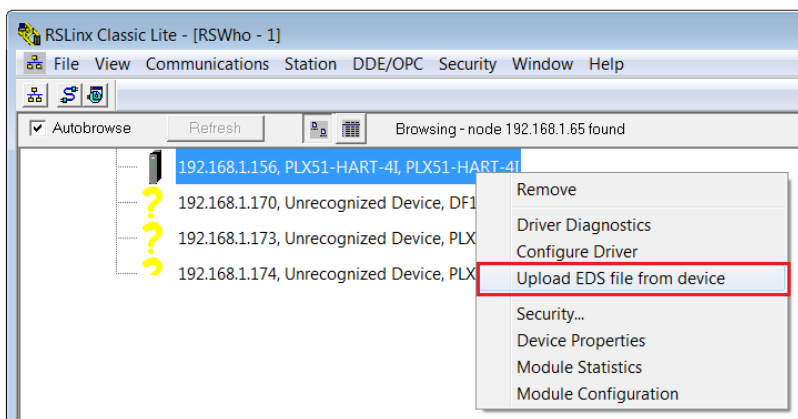 RSLinx Classic Lite - [RSWho - 1]
File View Communications Station DDE/OPC Security Window Help
Autobrowse Refresh Browsing - node 192.168.1.65 found
192.168.1.156, PLX51-HART-4I, PLX51-HART-4I
192.168.1.170, Unrecognized Device, DF1
192.168.1.173, Unrecognized Device, PLX
192.168.1.174, Unrecognized Device, PLX
Remove
Driver Diagnostics
Configure Driver
Upload EDS file from device
Security...
Device Properties
Module Statistics
Module Configuration